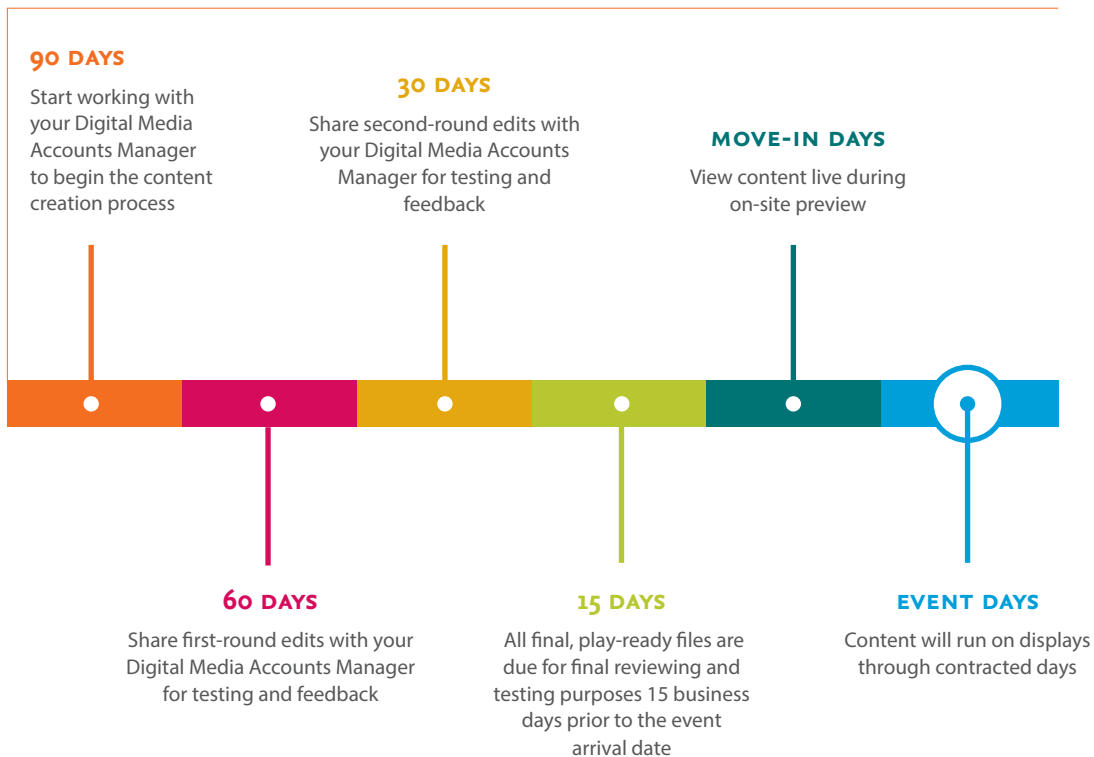 90 DAYS
Start working with
your Digital Media
Accounts Manager
to begin the content
creation process
30 DAYS
Share second-round edits with
your Digital Media Accounts
Manager for testing and
feedback
MOVE-IN DAYS
View content live during
on-site preview
60 DAYS
Share first-round edits with your
Digital Media Accounts Manager
for testing and feedback
15 DAYS
All final, play-ready files are
due for final reviewing and
testing purposes 15 business
days prior to the event
arrival date
EVENT DAYS
Content will run on displays
through contracted days